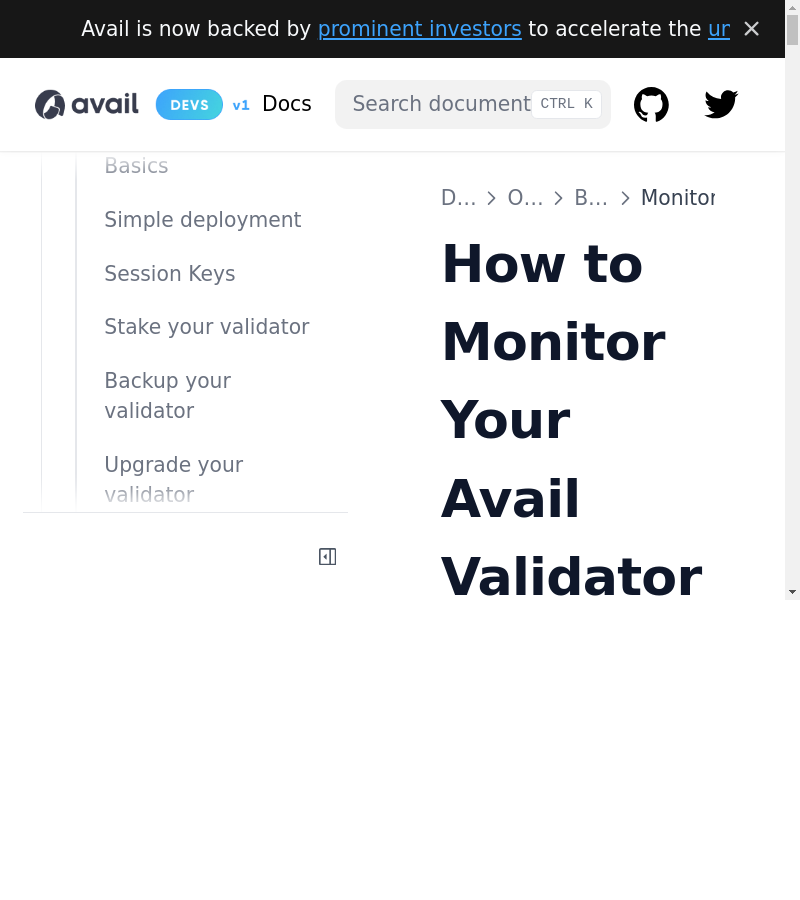 Avail is now backed by prominent investors to accelerate the ur
avail DEVS v1 Docs Search document CTRL K
Basics
Simple deployment
Session Keys
Stake your validator
Backup your
validator
Upgrade your
validator
D… > O… > B… > Monitor
How to
Monitor
Your
Avail
Validator